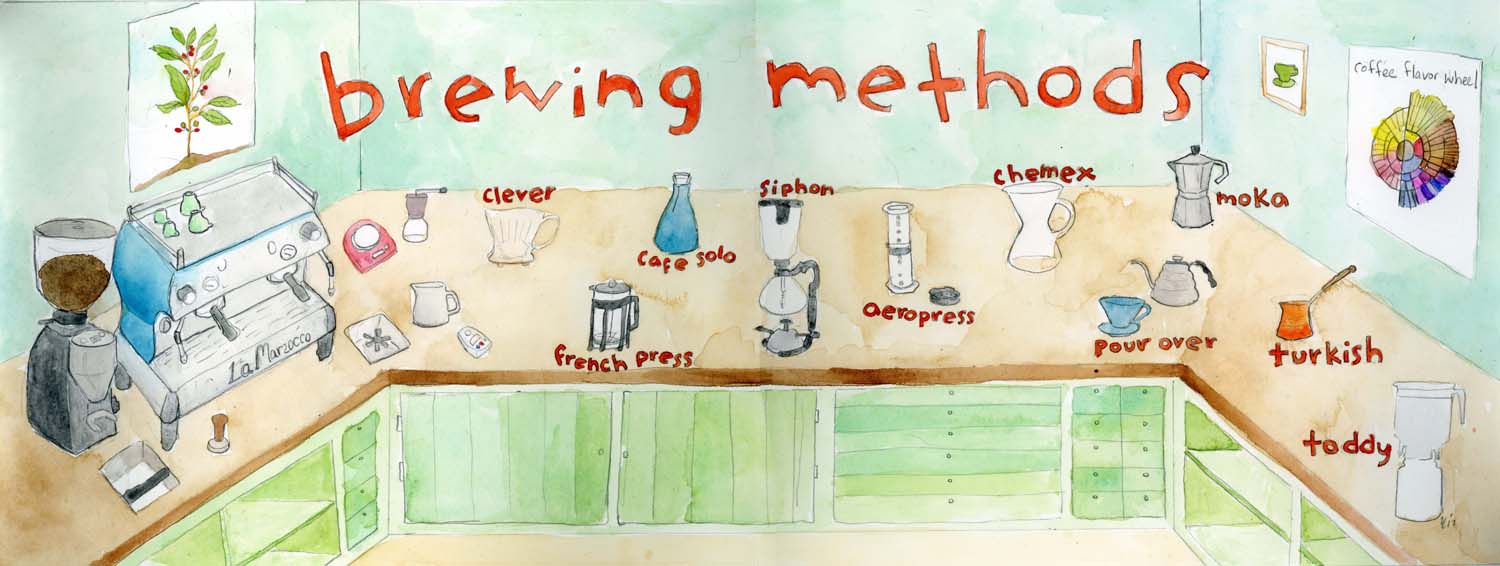 brewing methods
coffee flavor wheel
clever
cafe solo
siphon
chemex
moka
aeropress
french press
pour over
turkish
La Marzocco
toddy